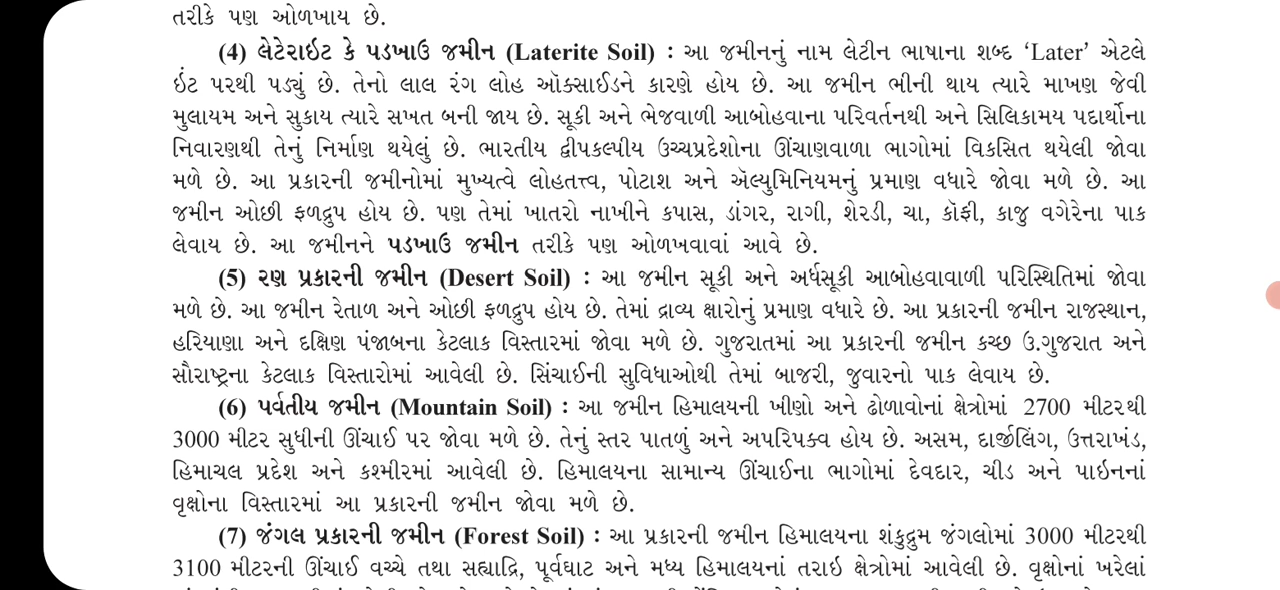 તરીકે પણ ઓળખાય છે.
(4) લેટેરાઇટ કે પડખાઉ જમીન (Laterite Soil) : આ જમીનનું નામ લેટીન ભાષાના શબ્દ ‘Later’ એટલે
ઇંટ પરથી પડ્યું છે. તેનો લાલ રંગ લોહ ઑક્સાઈડને કારણે હોય છે. આ જમીન ભીની થાય ત્યારે માખણ જેવી
મુલાયમ અને સુકાય ત્યારે સખત બની જાય છે. સૂકી અને ભેજવાળી આબોહવાના પરિવર્તનથી અને સિલિકામય પદાર્થોના
નિવારણથી તેનું નિર્માણ થયેલું છે. ભારતીય દ્વીપકલ્પીય ઉચ્ચપ્રદેશોના ઊંચાણવાળા ભાગોમાં વિકસિત થયેલી જોવા
મળે છે. આ પ્રકારની જમીનોમાં મુખ્યત્વે લોહતત્ત્વ, પોટાશ અને ઍલ્યુમિનિયમનું પ્રમાણ વધારે જોવા મળે છે. આ
જમીન ઓછી ફળદ્રુપ હોય છે. પણ તેમાં ખાતરો નાખીને કપાસ, ડાંગર, રાગી, શેરડી, ચા, કૉફી, કાજુ વગેરેના પાક
લેવાય છે. આ જમીનને પડખાઉ જમીન તરીકે પણ ઓળખવાવાં આવે છે.
(5) રણ પ્રકારની જમીન (Desert Soil) : આ જમીન સૂકી અને અર્ધસૂકી આબોહવાવાળી પરિસ્થિતિમાં જોવા
મળે છે. આ જમીન રેતાળ અને ઓછી ફળદ્રુપ હોય છે. તેમાં દ્રાવ્ય ક્ષારોનું પ્રમાણ વધારે છે. આ પ્રકારની જમીન રાજસ્થાન,
હરિયાણા અને દક્ષિણ પંજાબના કેટલાક વિસ્તારમાં જોવા મળે છે. ગુજરાતમાં આ પ્રકારની જમીન કચ્છ ઉ.ગુજરાત અને
સૌરાષ્ટ્રના કેટલાક વિસ્તારોમાં આવેલી છે. સિંચાઈની સુવિધાઓથી તેમાં બાજરી, જુવારનો પાક લેવાય છે.
(6) પર્વતીય જમીન (Mountain Soil) : આ જમીન હિમાલયની ખીણો અને ઢોળાવોનાં ક્ષેત્રોમાં 2700 મીટરથી
3000 મીટર સુધીની ઊંચાઈ પર જોવા મળે છે. તેનું સ્તર પાતળું અને અપરિપક્વ હોય છે. અસમ, દાર્જીલિંગ, ઉત્તરાખંડ,
હિમાચલ પ્રદેશ અને કશ્મીરમાં આવેલી છે. હિમાલયના સામાન્ય ઊંચાઈના ભાગોમાં દેવદાર, ચીડ અને પાઇનનાં
વૃક્ષોના વિસ્તારમાં આ પ્રકારની જમીન જોવા મળે છે.
(7) જંગલ પ્રકારની જમીન (Forest Soil) : આ પ્રકારની જમીન હિમાલયના શંકુદ્રુમ જંગલોમાં 3000 મીટરથી
3100 મીટરની ઊંચાઈ વચ્ચે તથા સહ્યાદ્રિ, પૂર્વઘાટ અને મધ્ય હિમાલયનાં તરાઇ ક્ષેત્રોમાં આવેલી છે. વૃક્ષોનાં ખરેલાં